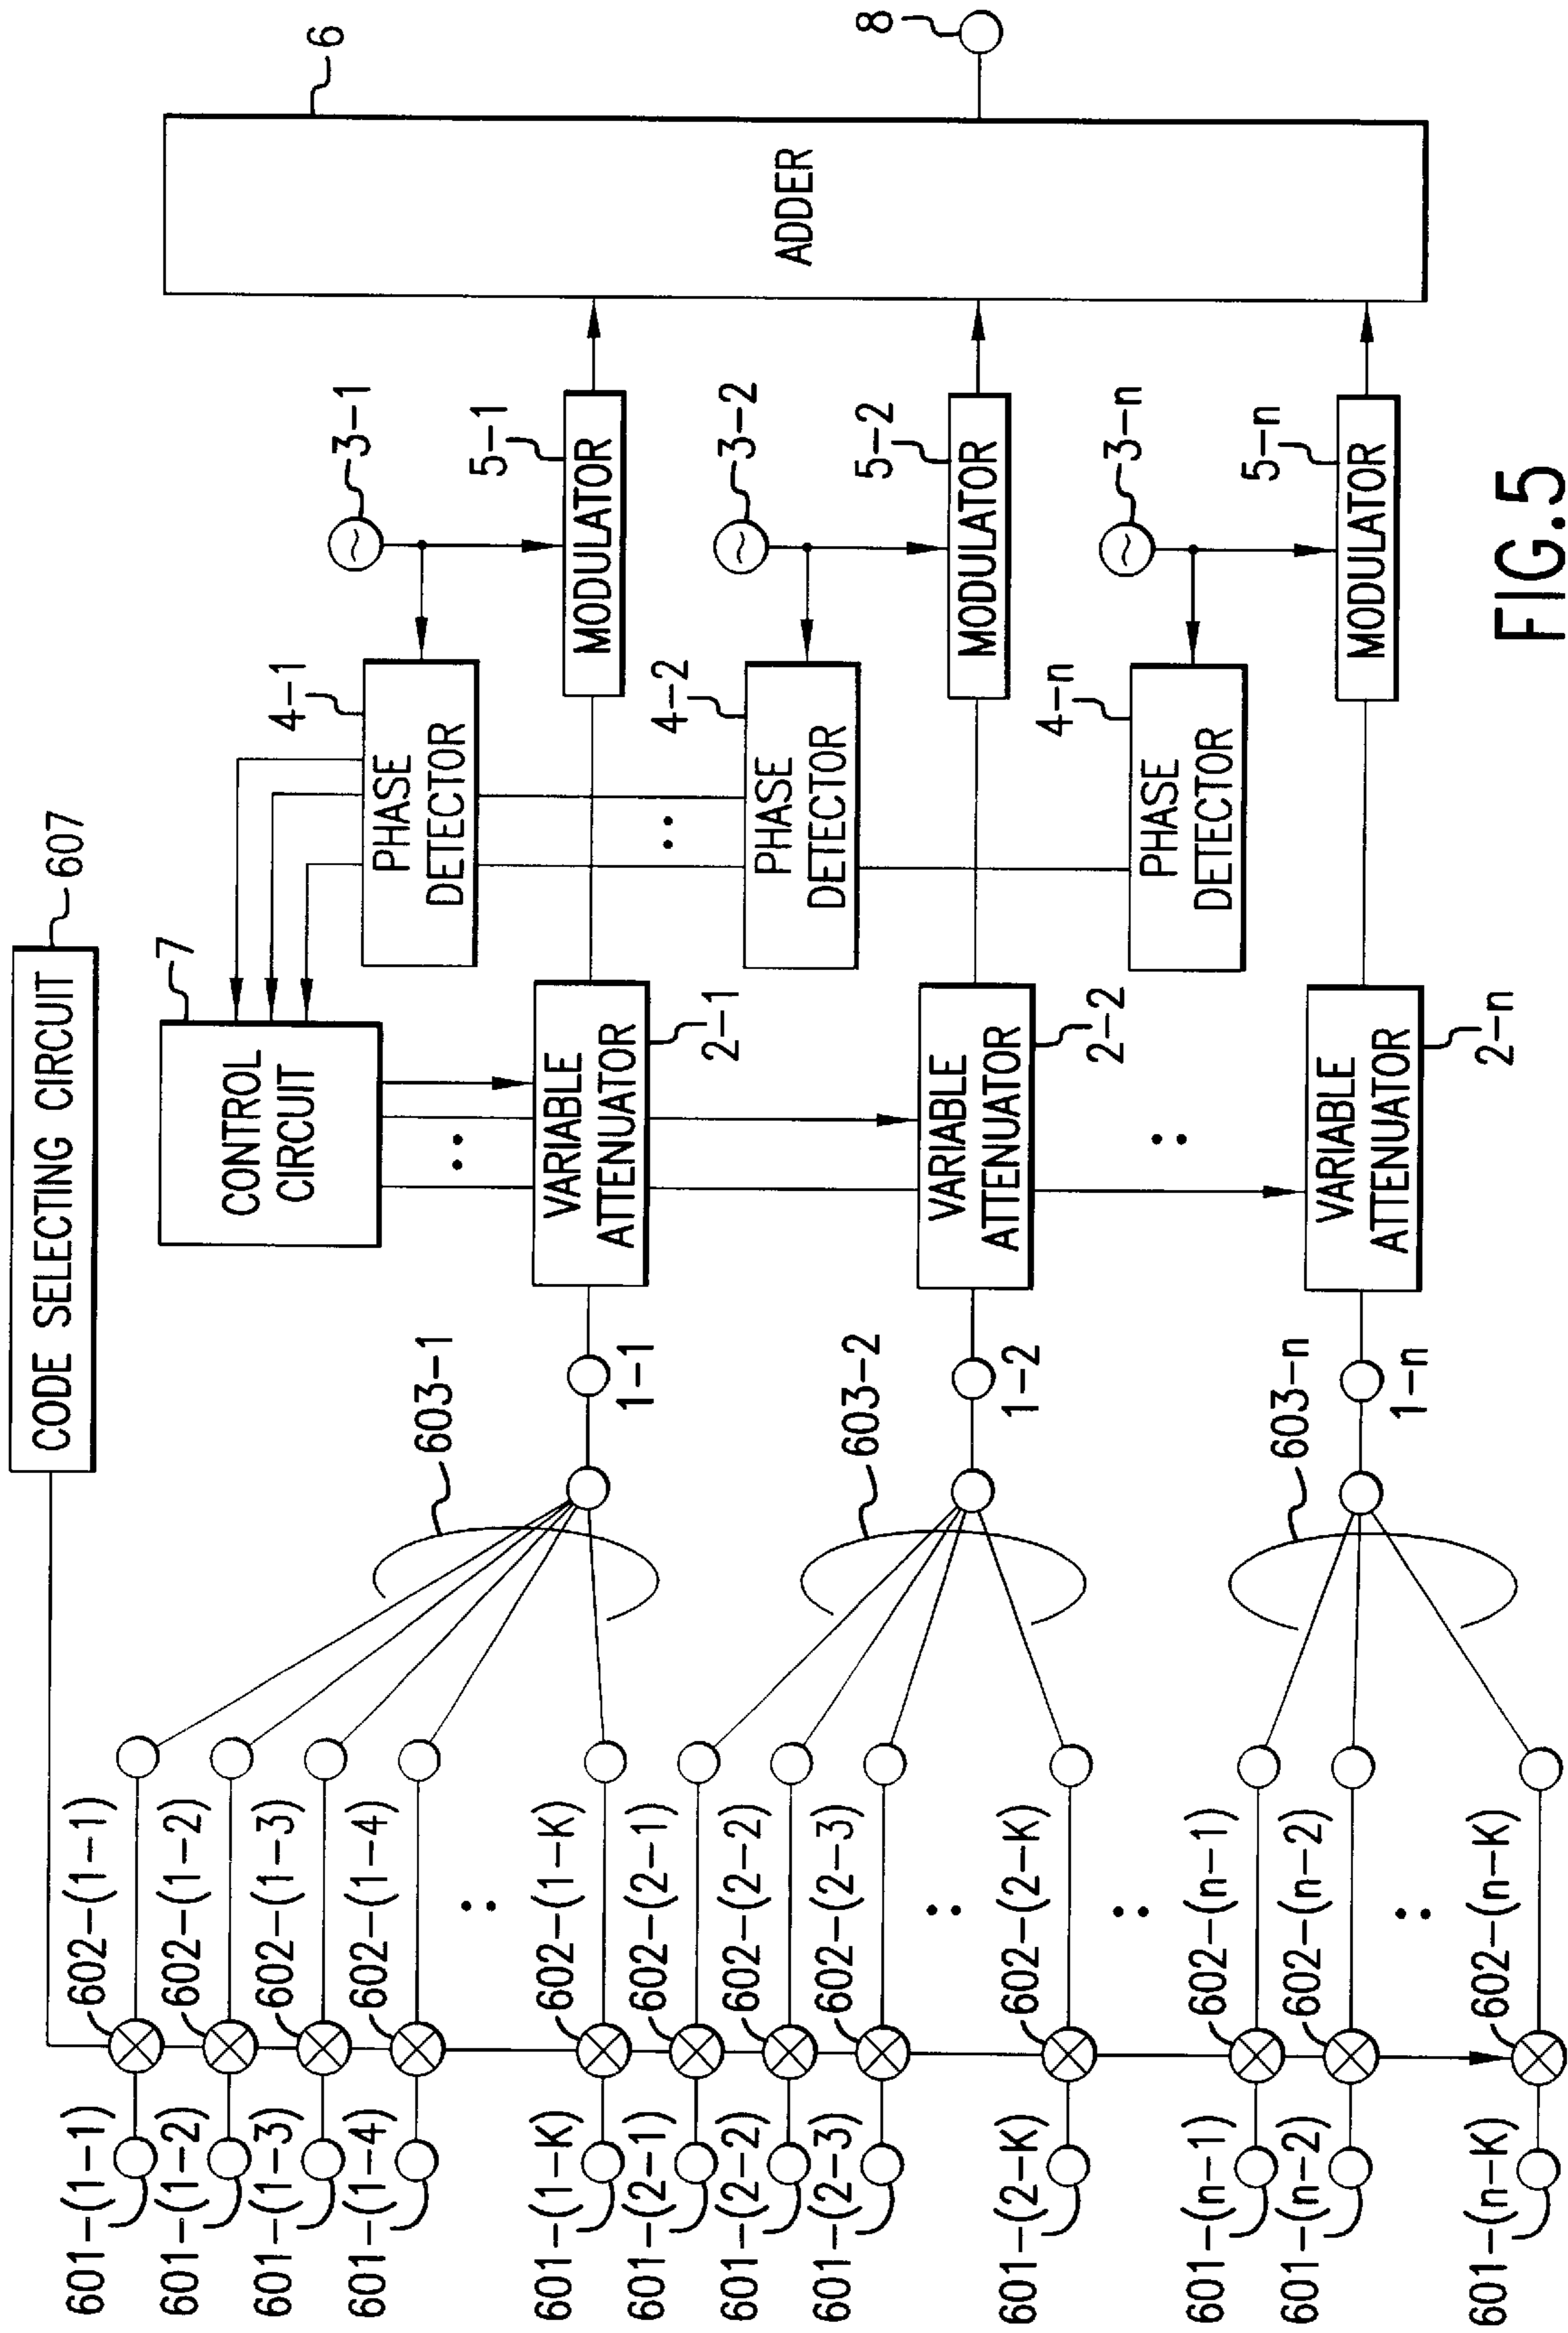 CODE SELECTING CIRCUIT
607
601-(1-1)
602-(1-1)
601-(1-2)
602-(1-2)
601-(1-3)
602-(1-3)
601-(1-4)
602-(1-4)
601-(1-K)
602-(1-K)
601-(2-1)
602-(2-1)
601-(2-2)
602-(2-2)
601-(2-3)
602-(2-3)
601-(2-K)
602-(2-K)
601-(n-1)
602-(n-1)
601-(n-2)
602-(n-2)
601-(n-K)
602-(n-K)
603-1
603-2
603-n
1-1
1-2
1-n
CONTROL
CIRCUIT
7
VARIABLE
ATTENUATOR
2-1
VARIABLE
ATTENUATOR
2-2
VARIABLE
ATTENUATOR
2-n
PHASE
DETECTOR
4-1
PHASE
DETECTOR
4-2
PHASE
DETECTOR
4-n
3-1
3-2
3-n
MODULATOR
5-1
MODULATOR
5-2
MODULATOR
5-n
ADDER
6
8
FIG.5